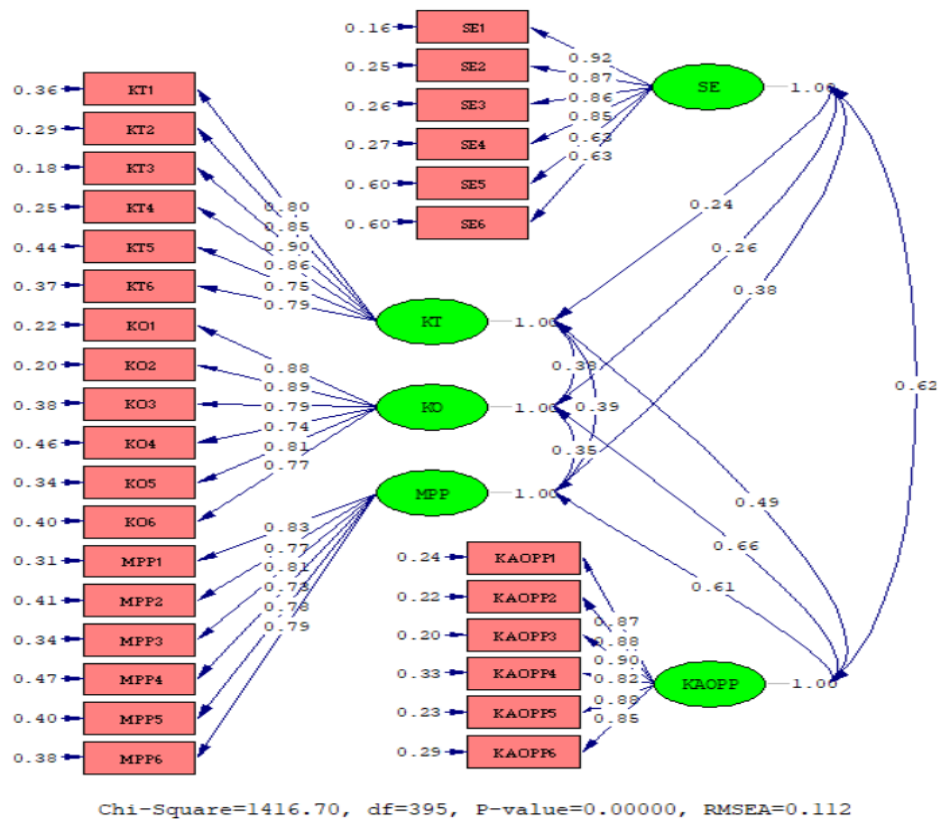 0.16 SE1
0.92
0.25 SE2
0.87
SE 1.00
0.36 KT1
0.26 SE3
0.86
0.29 KT2
0.27 SE4
0.85
0.63
0.18 KT3
0.60 SE5
0.63
0.25 KT4
0.80
0.24
0.60 SE6
0.85
0.44 KT5
0.90
0.26
0.86
0.37 KT6
0.75
0.38
0.79
0.22 KO1
KT 1.00
0.20 KO2
0.88
0.38
0.89
0.62
0.38 KO3
0.79
KO 1.00
0.39
0.74
0.46 KO4
0.81
0.35
0.34 KO5
0.77
MPP 1.00
0.49
0.40 KO6
0.83
0.66
0.31 MPP1
0.77
0.24 KAOPP1
0.81
0.61
0.41 MPP2
0.73
0.22 KAOPP2
0.78
0.87
0.34 MPP3
0.79
0.20 KAOPP3
0.88
0.90
0.47 MPP4
0.33 KAOPP4
0.82
KAOPP 1.00
0.40 MPP5
0.23 KAOPP5
0.88
0.85
0.38 MPP6
0.29 KAOPP6
Chi-Square=1416.70, df=395, P-value=0.00000, RMSEA=0.112